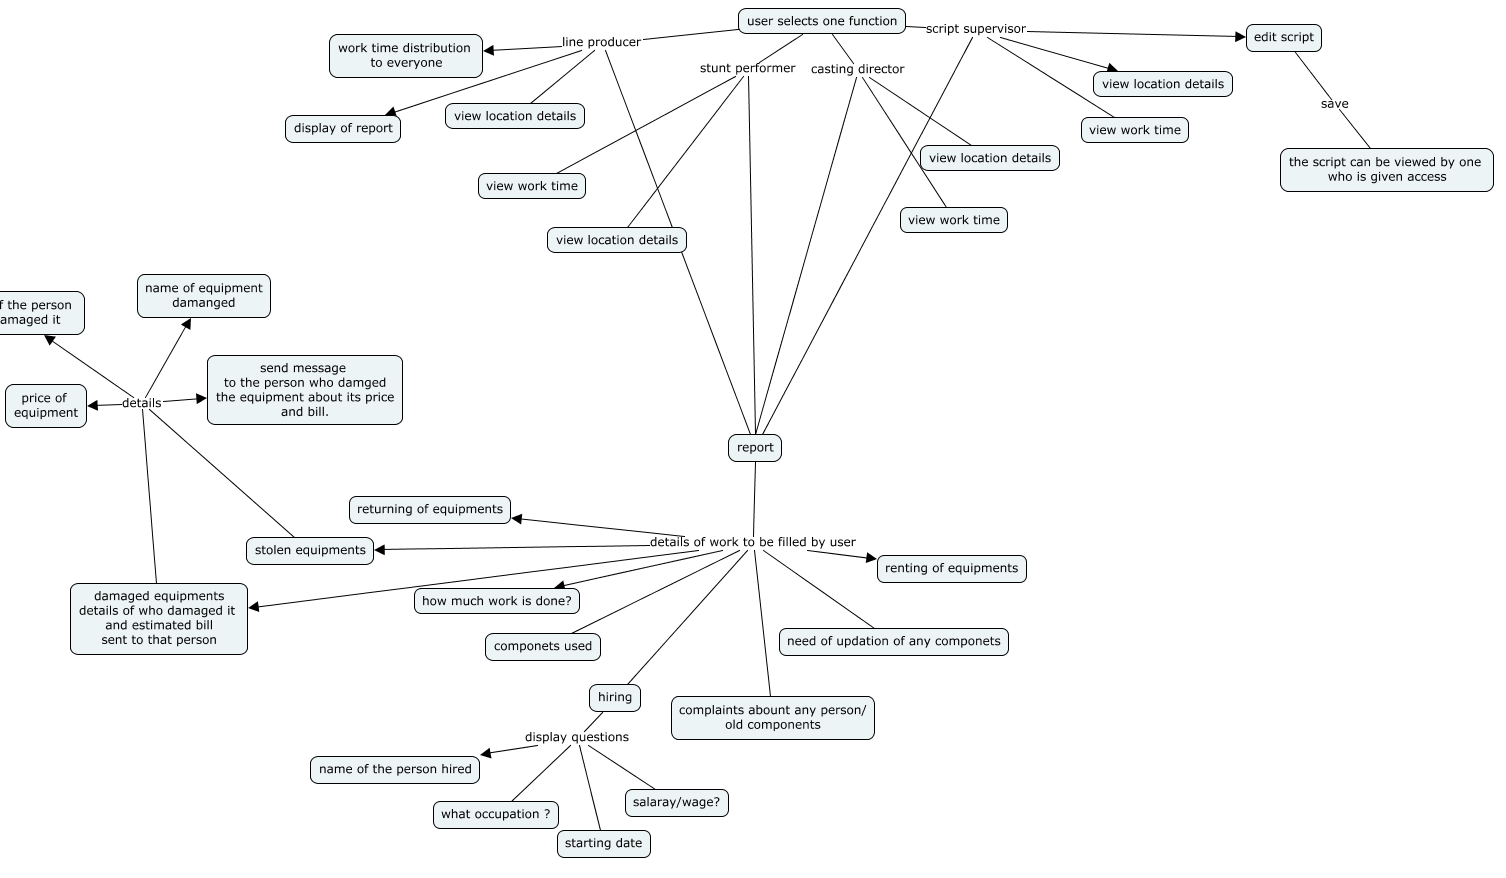 user selects one function
line producer
script supervisor
edit script
work time distribution
to everyone
stunt performer
casting director
view location details
save
display of report
view location details
view work time
view location details
the script can be viewed by one
who is given access
view work time
view work time
view location details
name of equipment
damanged
f the person
amaged it
send message
to the person who damged
the equipment about its price
and bill.
price of
equipment
details
report
returning of equipments
stolen equipments
details of work to be filled by user
renting of equipments
damaged equipments
details of who damaged it
and estimated bill
sent to that person
how much work is done?
componets used
need of updation of any componets
hiring
complaints abount any person/
old components
display questions
name of the person hired
what occupation ?
salaray/wage?
starting date